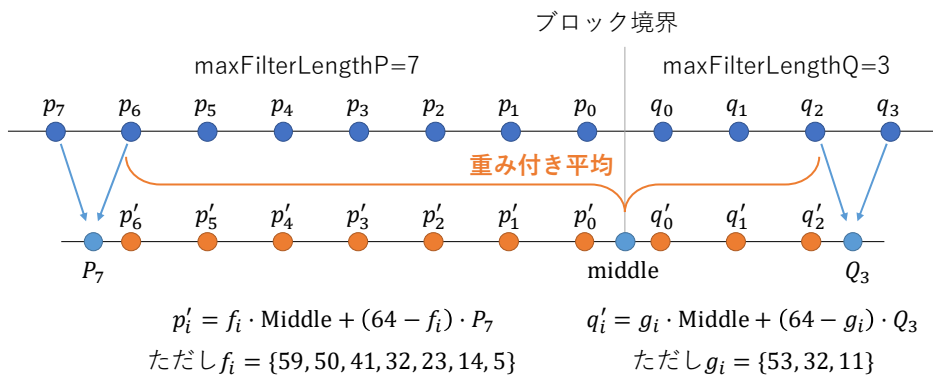 ブロック境界
maxFilterLengthP=7 maxFilterLengthQ=3
p₇ p₆ p₅ p₄ p₃ p₂ p₁ p₀ q₀ q₁ q₂ q₃
重み付き平均
p′₆ p′₅ p′₄ p′₃ p′₂ p′₁ p′₀ q′₀ q′₁ q′₂
P₇ middle Q₃
p′ᵢ = fᵢ · Middle + (64 − fᵢ) · P₇ q′ᵢ = gᵢ · Middle + (64 − gᵢ) · Q₃
ただしfᵢ = {59, 50, 41, 32, 23, 14, 5} ただしgᵢ = {53, 32, 11}